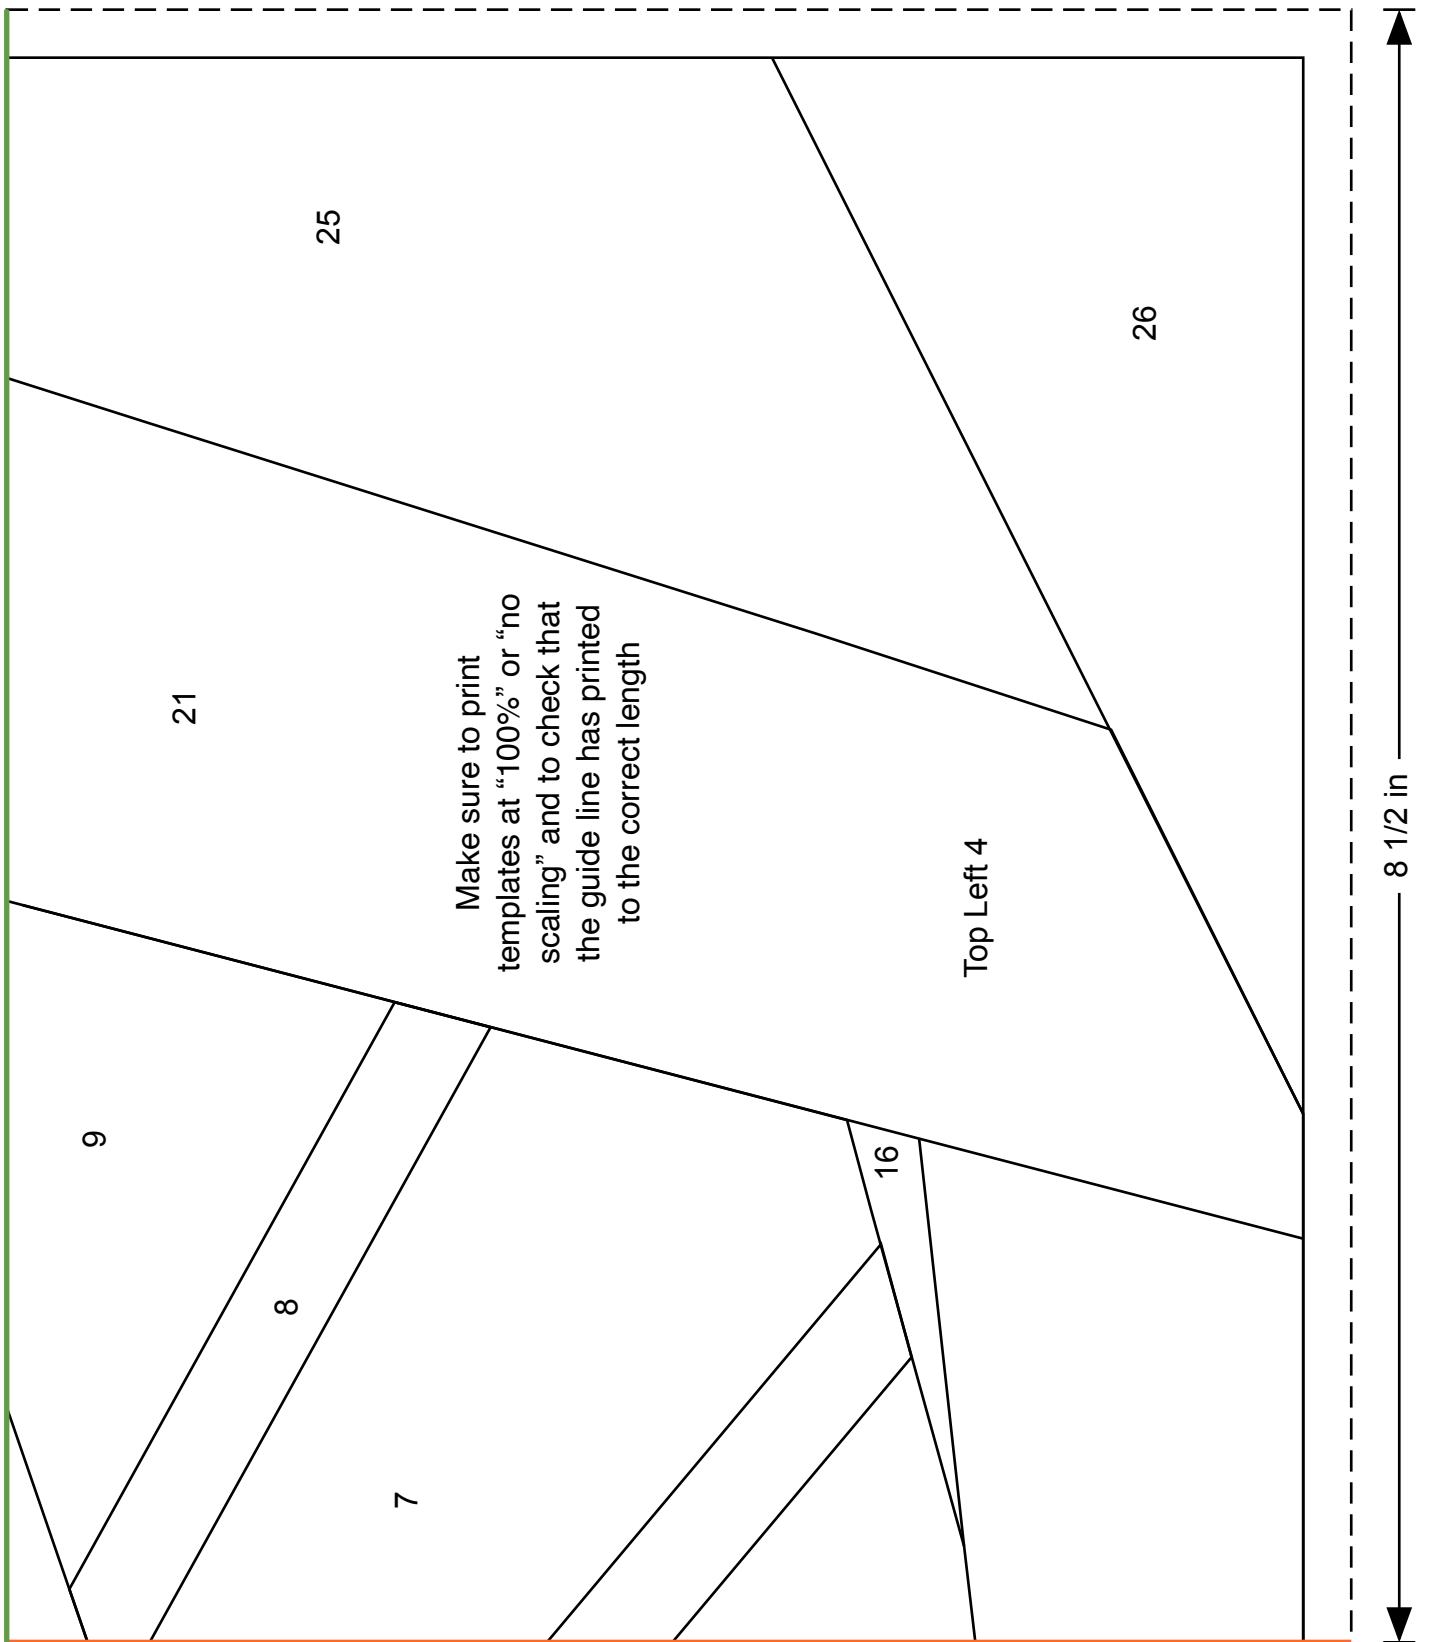 25
26
21
Make sure to print
templates at “100%” or “no
scaling” and to check that
the guide line has printed
to the correct length
Top Left 4
8 1/2 in
9
16
8
7